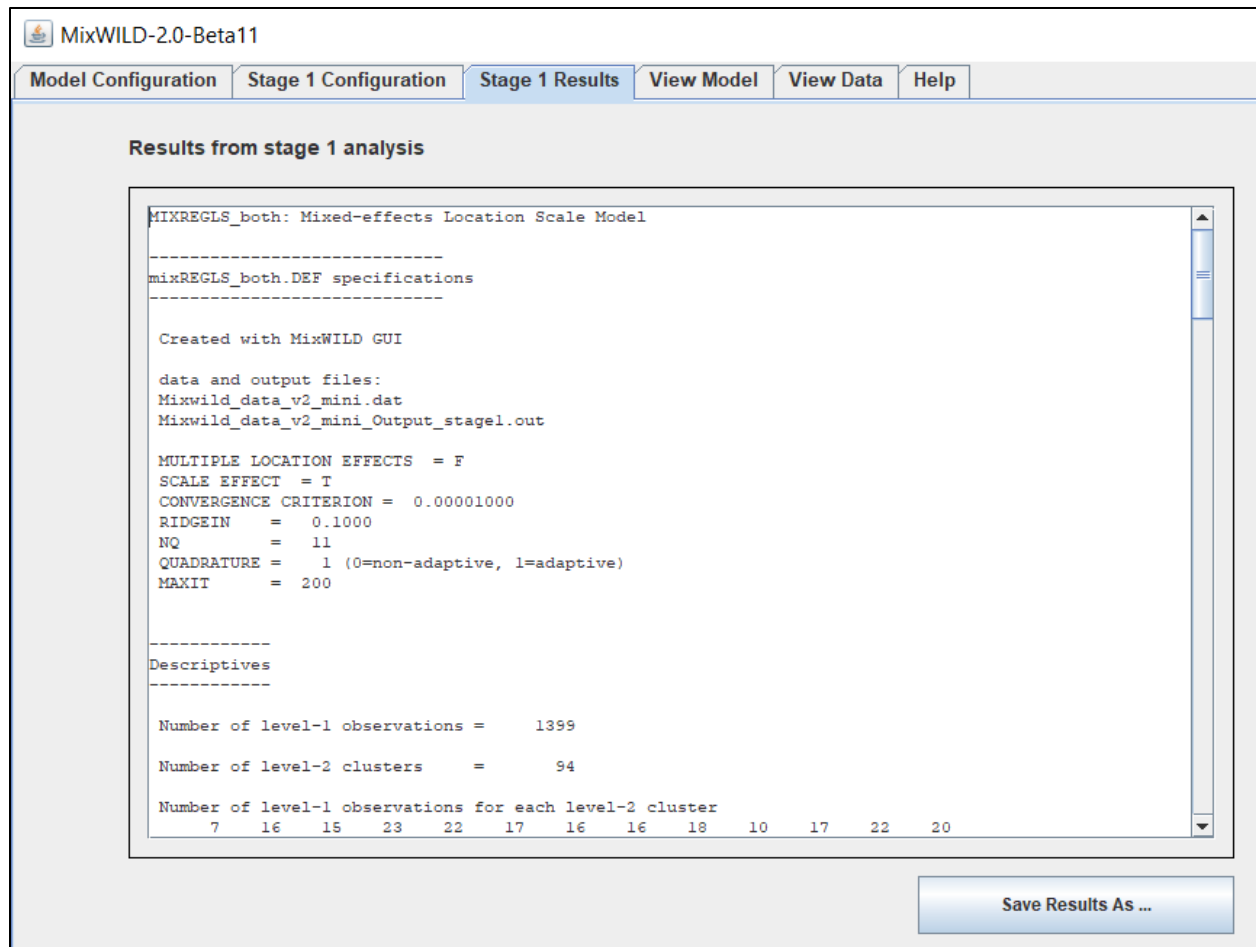 MixWILD-2.0-Beta11
Model Configuration Stage 1 Configuration Stage 1 Results View Model View Data Help
Results from stage 1 analysis
MIXREGLS_both: Mixed-effects Location Scale Model
-----------------------------
mixREGLS_both.DEF specifications
-----------------------------
Created with MixWILD GUI
data and output files:
Mixwild_data_v2_mini.dat
Mixwild_data_v2_mini_Output_stage1.out
MULTIPLE LOCATION EFFECTS = F
SCALE EFFECT = T
CONVERGENCE CRITERION = 0.00001000
RIDGEIN = 0.1000
NQ = 11
QUADRATURE = 1 (0=non-adaptive, 1=adaptive)
MAXIT = 200
------------
Descriptives
------------
Number of level-1 observations = 1399
Number of level-2 clusters = 94
Number of level-1 observations for each level-2 cluster
7 16 15 23 22 17 16 16 18 10 17 22 20
Save Results As ...